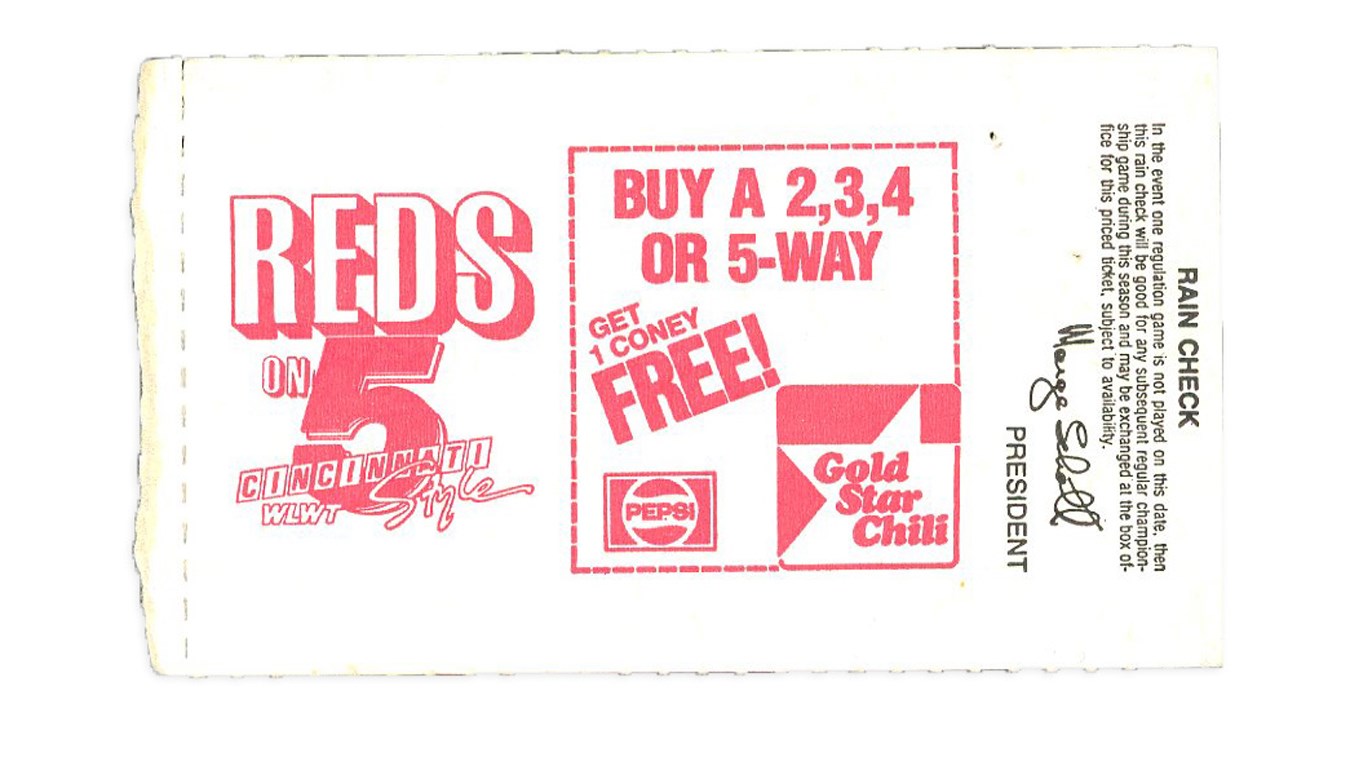 REDS
ON 5
CINCINNATI
Style
WLWT
BUY A 2,3,4
OR 5-WAY
GET
1 CONEY
FREE!
PEPSI
Gold
Star
Chili
RAIN CHECK
In the event one regulation game is not played on this date, then
this rain check will be good for any subsequent regular champion-
ship game during this season and may be exchanged at the box of-
fice for this priced ticket, subject to availability.
Marge Schott
PRESIDENT